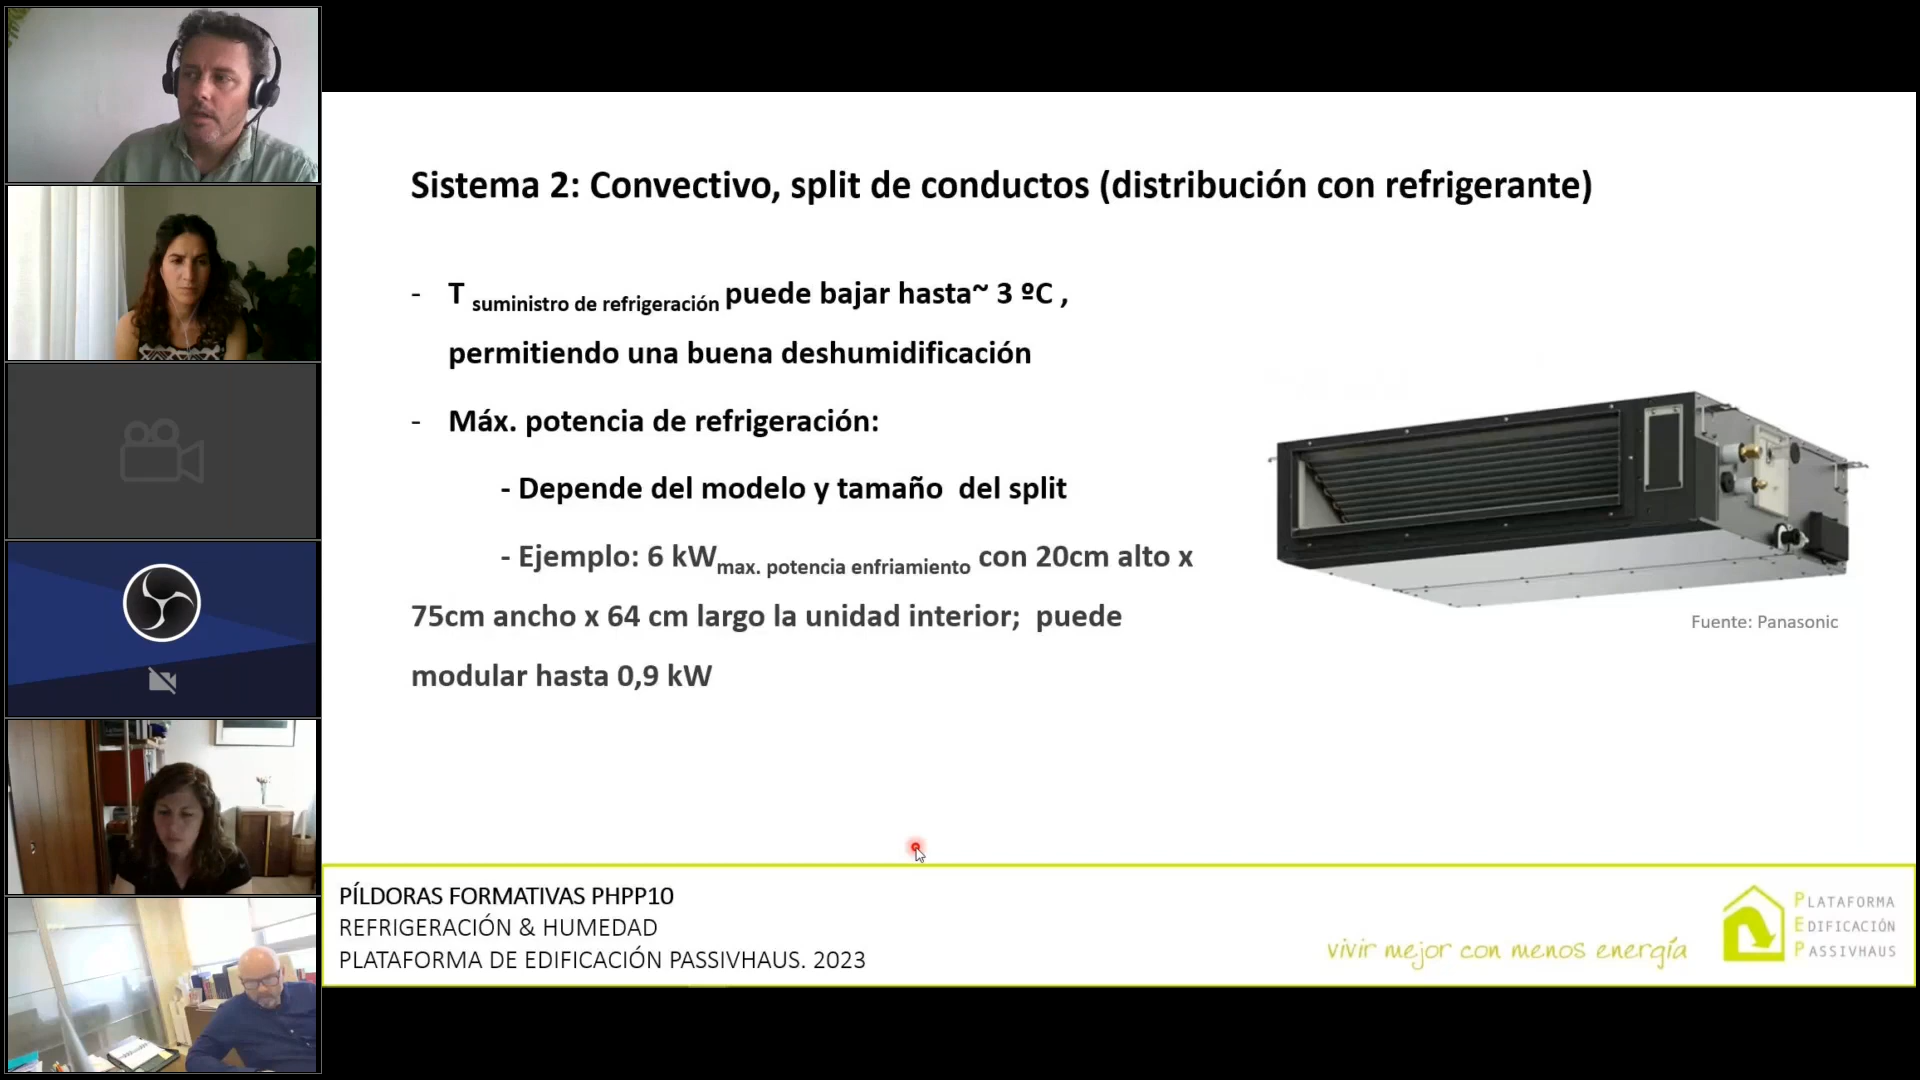 Sistema 2: Convectivo, split de conductos (distribución con refrigerante)
- T suministro de refrigeración puede bajar hasta~ 3 ºC ,
permitiendo una buena deshumidificación
- Máx. potencia de refrigeración:
- Depende del modelo y tamaño del split
- Ejemplo: 6 kW max. potencia enfriamiento con 20cm alto x
75cm ancho x 64 cm largo la unidad interior; puede
modular hasta 0,9 kW
Fuente: Panasonic
PÍLDORAS FORMATIVAS PHPP10
REFRIGERACIÓN & HUMEDAD
PLATAFORMA DE EDIFICACIÓN PASSIVHAUS. 2023
vivir mejor con menos energía
PLATAFORMA
EDIFICACIÓN
PASSIVHAUS